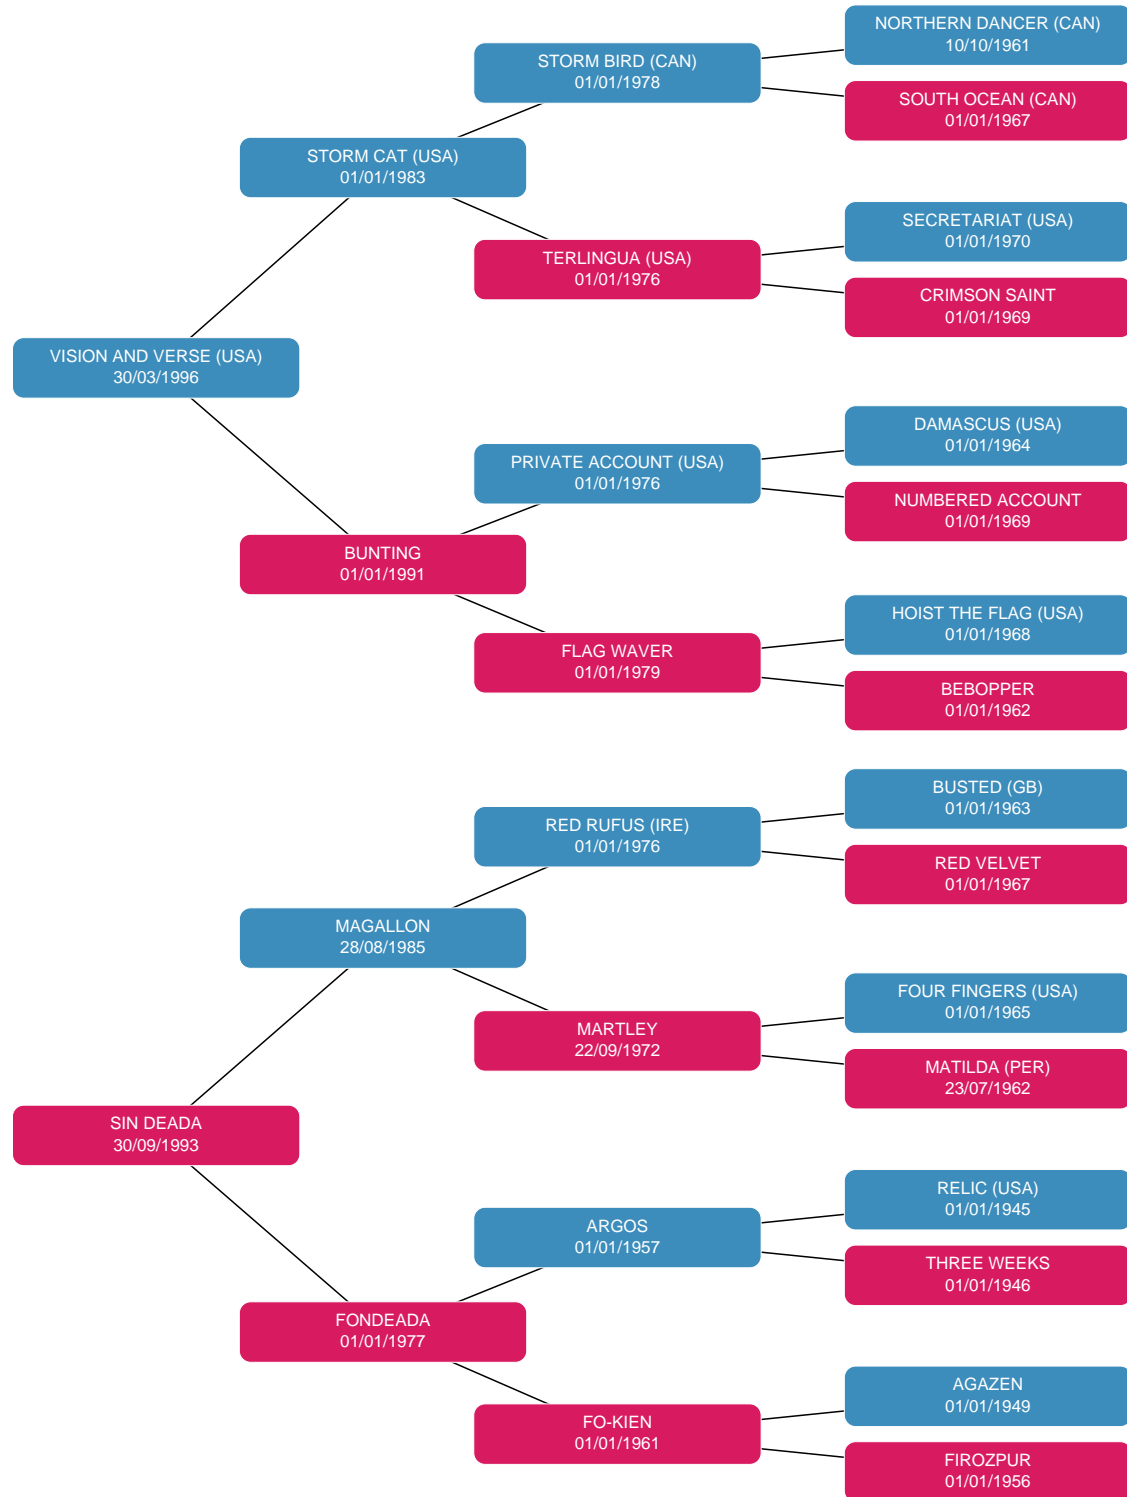 NORTHERN DANCER (CAN)
10/10/1961
STORM BIRD (CAN)
01/01/1978
SOUTH OCEAN (CAN)
01/01/1967
STORM CAT (USA)
01/01/1983
SECRETARIAT (USA)
01/01/1970
TERLINGUA (USA)
01/01/1976
CRIMSON SAINT
01/01/1969
VISION AND VERSE (USA)
30/03/1996
DAMASCUS (USA)
01/01/1964
PRIVATE ACCOUNT (USA)
01/01/1976
NUMBERED ACCOUNT
01/01/1969
BUNTING
01/01/1991
HOIST THE FLAG (USA)
01/01/1968
FLAG WAVER
01/01/1979
BEBOPPER
01/01/1962
BUSTED (GB)
01/01/1963
RED RUFUS (IRE)
01/01/1976
RED VELVET
01/01/1967
MAGALLON
28/08/1985
FOUR FINGERS (USA)
01/01/1965
MARTLEY
22/09/1972
MATILDA (PER)
23/07/1962
SIN DEADA
30/09/1993
RELIC (USA)
01/01/1945
ARGOS
01/01/1957
THREE WEEKS
01/01/1946
FONDEADA
01/01/1977
AGAZEN
01/01/1949
FO-KIEN
01/01/1961
FIROZPUR
01/01/1956